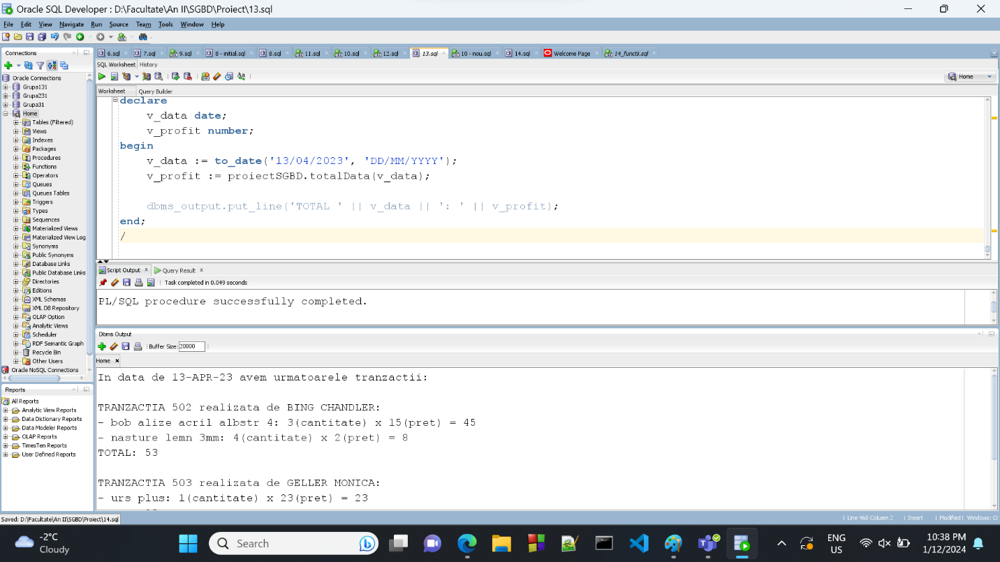 Oracle SQL Developer : D:\Facultate\An II\SGBD\Proiect\13.sql
File Edit View Navigate Run Source Team Tools Window Help
Connections
Oracle Connections
Grupa131
Grupa231
Grupa31
Home
Tables (Filtered)
Views
Indexes
Packages
Procedures
Functions
Operators
Queues
Queues Tables
Triggers
Types
Sequences
Materialized Views
Materialized View Log
Synonyms
Public Synonyms
Database Links
Public Database Links
Directories
Editions
XML Schemas
XML DB Repository
OLAP Option
Analytic Views
Scheduler
RDF Semantic Graph
Recycle Bin
Other Users
Oracle NoSQL Connections
Reports
All Reports
Analytic View Reports
Data Dictionary Reports
Data Modeler Reports
OLAP Reports
TimesTen Reports
User Defined Reports
6.sql 7.sql 9.sql 8 - initial.sql 8.sql 11.sql 10.sql 12.sql 13.sql 10 - nou.sql 14.sql Welcome Page 14_functii.sql
SQL Worksheet History
Home
Worksheet Query Builder
declare
v_data date;
v_profit number;
begin
v_data := to_date('13/04/2023', 'DD/MM/YYYY');
v_profit := proiectSGBD.totalData(v_data);
dbms_output.put_line('TOTAL ' || v_data || ': ' || v_profit);
end;
/
Script Output Query Result
Task completed in 0.049 seconds
PL/SQL procedure successfully completed.
Dbms Output
Buffer Size: 20000
Home
In data de 13-APR-23 avem urmatoarele tranzactii:
TRANZACTIA 502 realizata de BING CHANDLER:
- bob alize acril albstr 4: 3(cantitate) x 15(pret) = 45
- nasture lemn 3mm: 4(cantitate) x 2(pret) = 8
TOTAL: 53
TRANZACTIA 503 realizata de GELLER MONICA:
- urs plus: 1(cantitate) x 23(pret) = 23
Saved: D:\Facultate\An II\SGBD\Proiect\14.sql
| Line 468 Column 2 | Insert | Modified | Windows: Cl
-2°C
Cloudy
Search
ENG
US
10:38 PM
1/12/2024